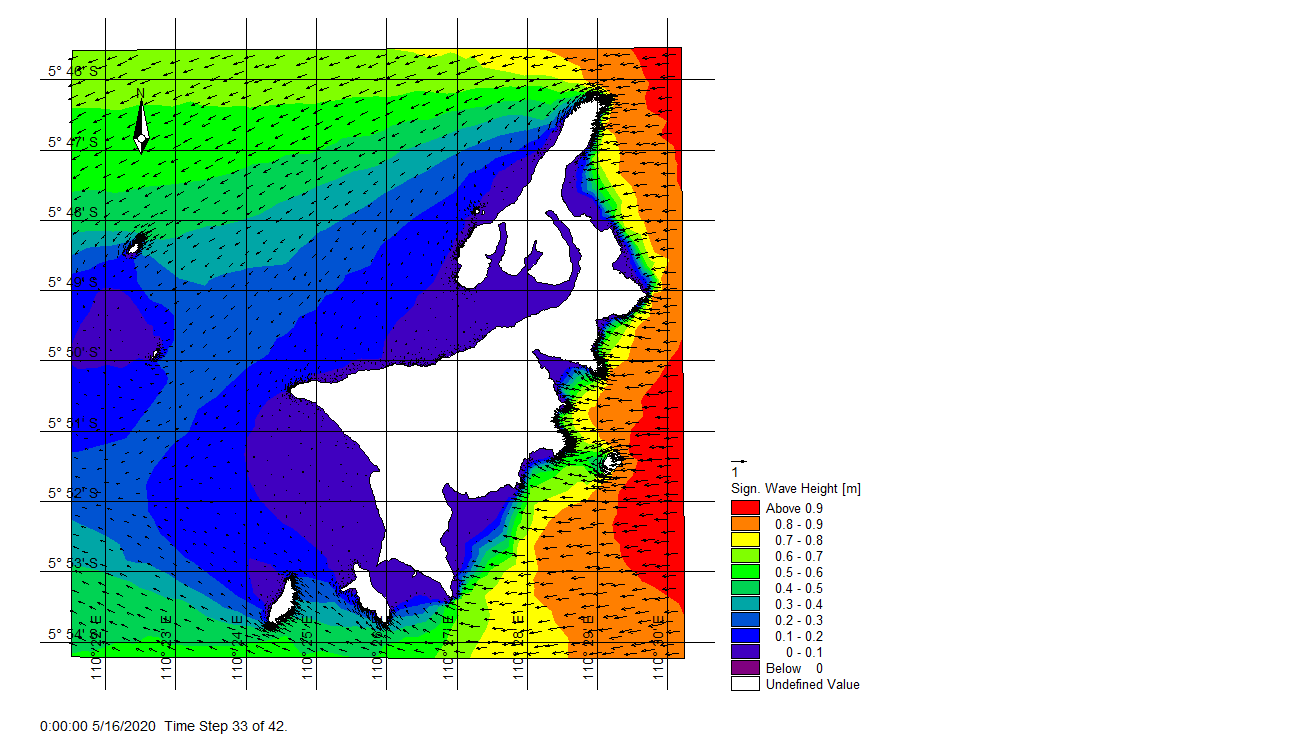 5° 46' S
N
5° 47' S
5° 48' S
5° 49' S
5° 50' S
5° 51' S
5° 52' S
5° 53' S
5° 54' S
110° 22' E
110° 23' E
110° 24' E
110° 25' E
110° 26' E
110° 27' E
110° 28' E
110° 29' E
110° 30' E
1
Sign. Wave Height [m]
Above 0.9
0.8 - 0.9
0.7 - 0.8
0.6 - 0.7
0.5 - 0.6
0.4 - 0.5
0.3 - 0.4
0.2 - 0.3
0.1 - 0.2
0 - 0.1
Below 0
Undefined Value
0:00:00 5/16/2020 Time Step 33 of 42.